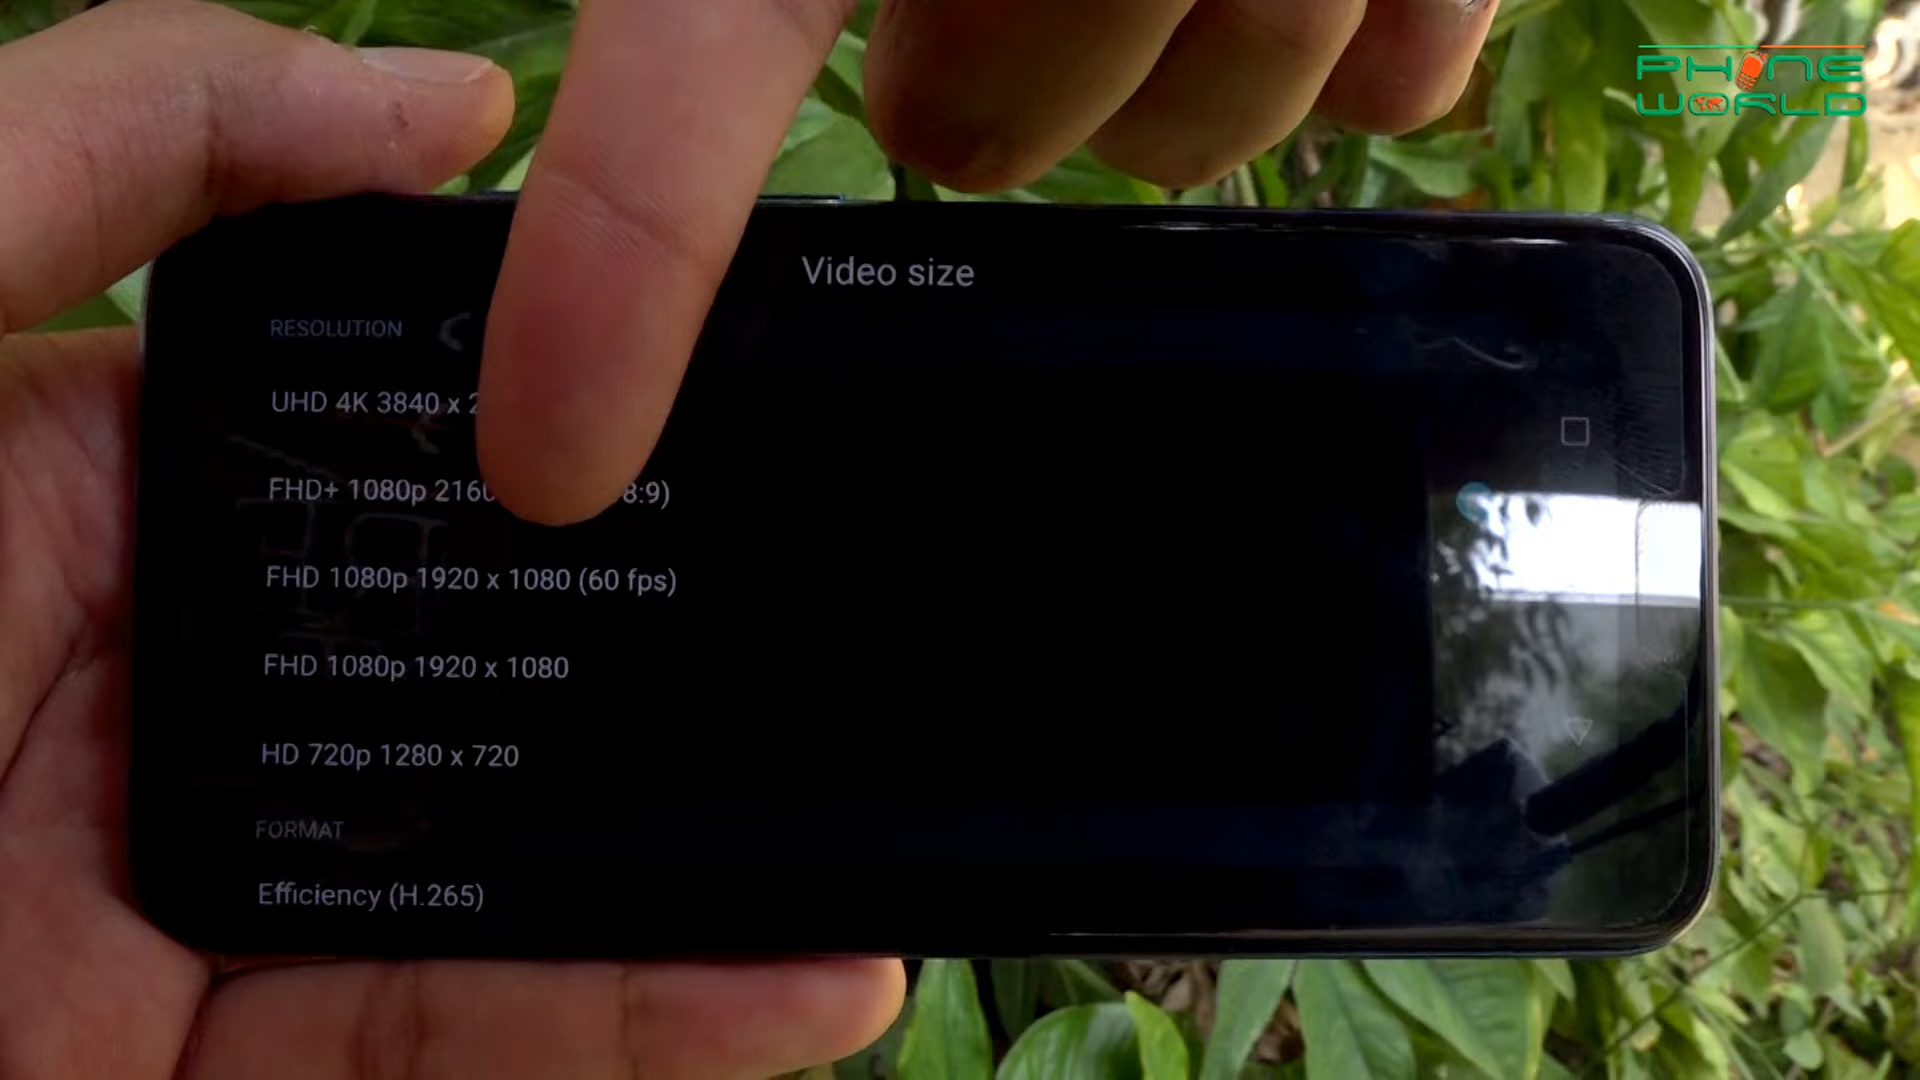 PHONE
WORLD
Video size
RESOLUTION
UHD 4K 3840 x
FHD+ 1080p 8:9)
FHD 1080p 1920 x 1080 (60 fps)
FHD 1080p 1920 x 1080
HD 720p 1280 x 720
FORMAT
Efficiency (H.265)